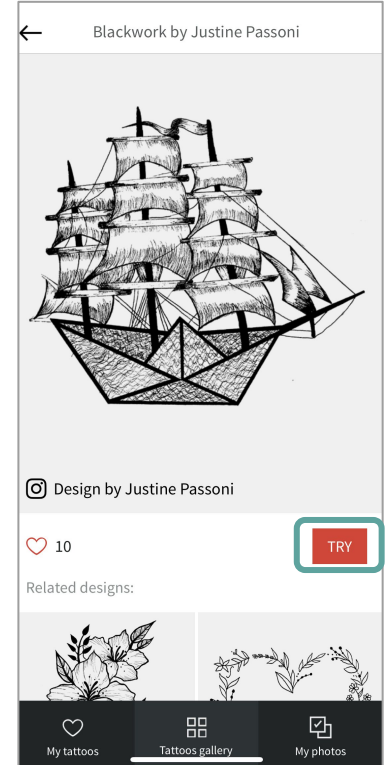 Blackwork by Justine Passoni
Design by Justine Passoni
10
TRY
Related designs:
My tattoos
Tattoos gallery
My photos